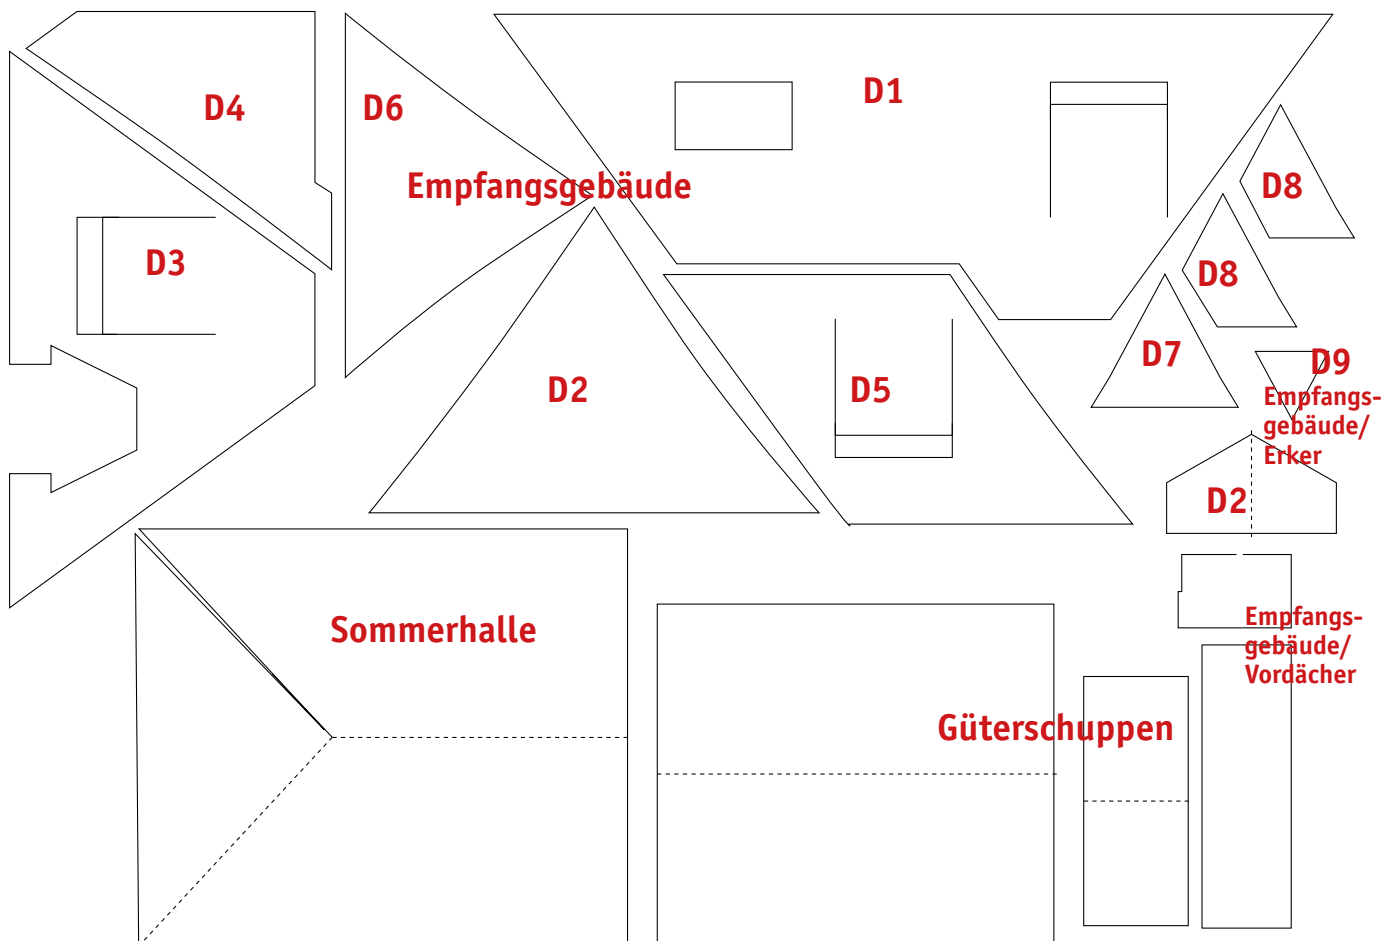 D4
D6
D1
Empfangsgebäude
D8
D3
D8
D7
D2
D5
D9
Empfangs-
gebäude/
Erker
D2
Sommerhalle
Empfangs-
gebäude/
Vordächer
Güterschuppen